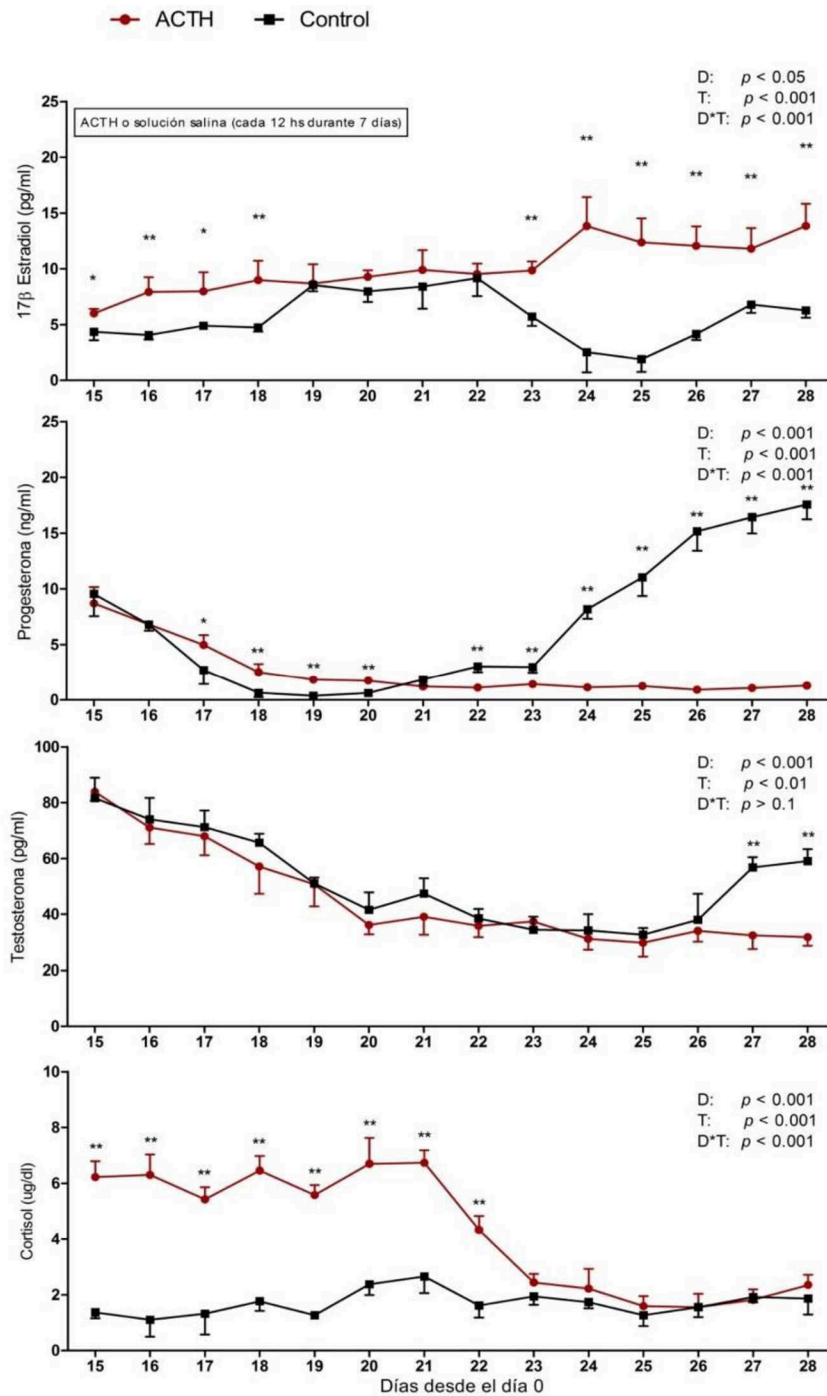 ACTH Control
D: p < 0.05
T: p < 0.001
D*T: p < 0.001
ACTH o solución salina (cada 12 hs durante 7 días)
17β Estradiol (pg/ml)
25
20
15
10
5
0
* ** * ** ** ** ** ** ** **
15 16 17 18 19 20 21 22 23 24 25 26 27 28
D: p < 0.001
T: p < 0.001
D*T: p < 0.001
Progesterona (ng/ml)
25
20
15
10
5
0
* ** ** ** ** ** ** ** ** ** **
15 16 17 18 19 20 21 22 23 24 25 26 27 28
D: p < 0.001
T: p < 0.01
D*T: p > 0.1
Testosterona (pg/ml)
100
80
60
40
20
0
** **
15 16 17 18 19 20 21 22 23 24 25 26 27 28
D: p < 0.001
T: p < 0.001
D*T: p < 0.001
Cortisol (ug/dl)
10
8
6
4
2
0
** ** ** ** ** ** ** **
15 16 17 18 19 20 21 22 23 24 25 26 27 28
Días desde el día 0